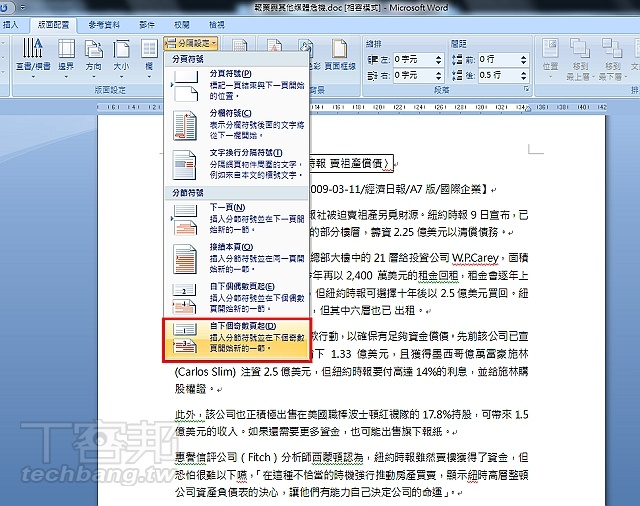 報業與其他媒體危機.doc [相容模式] - Microsoft Word
插入 版面配置 參考資料 郵件 校閱 檢視
直書/橫書 邊界 方向 大小 欄
分隔設定
版面設定
頁面框線
縮排
左: 0 字元
右: 0 字元
間距
前: 0 行
後: 0.5 行
段落
位置 移到最上層 移到最下層
分頁符號
分頁符號(P)
標記一頁結束與下一頁開始
的位置。
分欄符號(C)
表示分欄符號後面的文字將
從下一欄開始。
文字換行分隔符號(T)
分隔網頁物件周圍的文字,
例如來自本文的標號文字。
分節符號
下一頁(N)
插入分節符號並在下一頁開
始新的一節。
接續本頁(O)
插入分節符號並在同一頁開
始新的一節。
自下個偶數頁起(E)
插入分節符號並在下個偶數
頁開始新的一節。
自下個奇數頁起(D)
插入分節符號並在下個奇數
頁開始新的一節。
時報 賣祖產償債〉
009-03-11/經濟日報/A7 版/國際企業】
報社被迫賣祖產另覓財源。紐約時報 9 日宣布,已
的部分樓層,籌資 2.25 億美元以清償債務。
總部大樓中的 21 層給投資公司 W.P.Carey,面積
年再以 2,400 萬美元的租金回租,租金會逐年上
但紐約時報可選擇十年後以 2.5 億美元買回。紐
,但其中六層也已 出租。
款行動,以確保有足夠資金償債。先前該公司已宣
下 1.33 億美元,且獲得墨西哥億萬富豪施林
(Carlos Slim) 注資 2.5 億美元,但紐約時報要付高達 14%的利息,並給施林購
股權證。
此外,該公司也正積極出售在美國職棒波士頓紅襪隊的 17.8%持股,可帶來 1.5
億美元的收入。如果還需要更多資金,也可能出售旗下報紙。
惠譽信評公司 ( Fitch ) 分析師西蒙頓認為,紐約時報雖然賣樓獲得了資金,但
恐怕很難以下嚥,「在這種不恰當的時機強行推動房產買賣,顯示紐時高層整頓
公司資產負債表的決心,讓他們有能力自己決定公司的命運」。
T客邦
techbang.tw